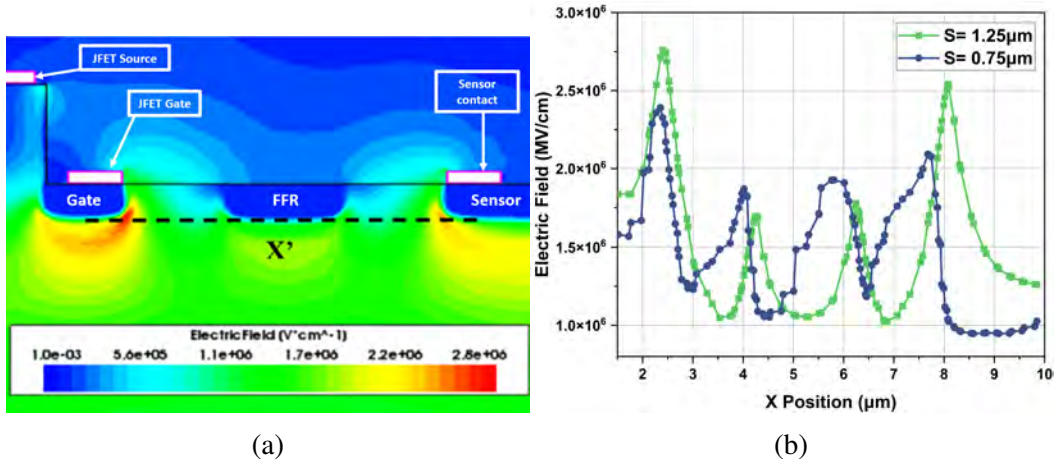 JFET Source
JFET Gate
Sensor
contact
Gate
FFR
Sensor
X'
ElectricField (V*cm^-1)
1.0e-03 5.6e+05 1.1e+06 1.7e+06 2.2e+06 2.8e+06
(a)
b)
S= 1.25μm
S= 0.75μm
Electric Field (MV/cm)
3.0×10⁶
2.5×10⁶
2.0×10⁶
1.5×10⁶
1.0×10⁶
2 3 4 5 6 7 8 9 10
X Position (μm)
(b)